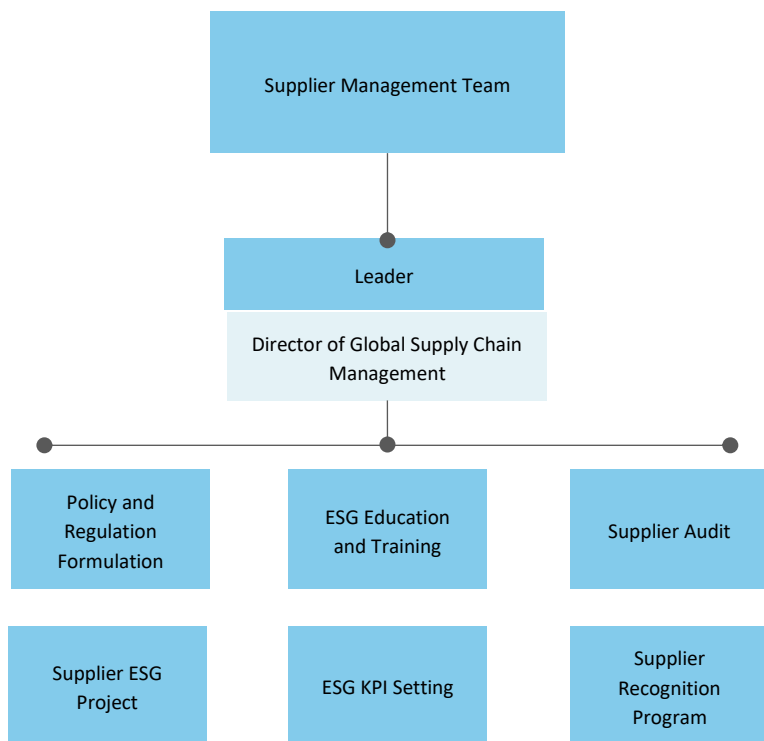 Supplier Management Team
Leader
Director of Global Supply Chain
Management
Policy and
Regulation
Formulation
ESG Education
and Training
Supplier Audit
Supplier ESG
Project
ESG KPI Setting
Supplier
Recognition
Program